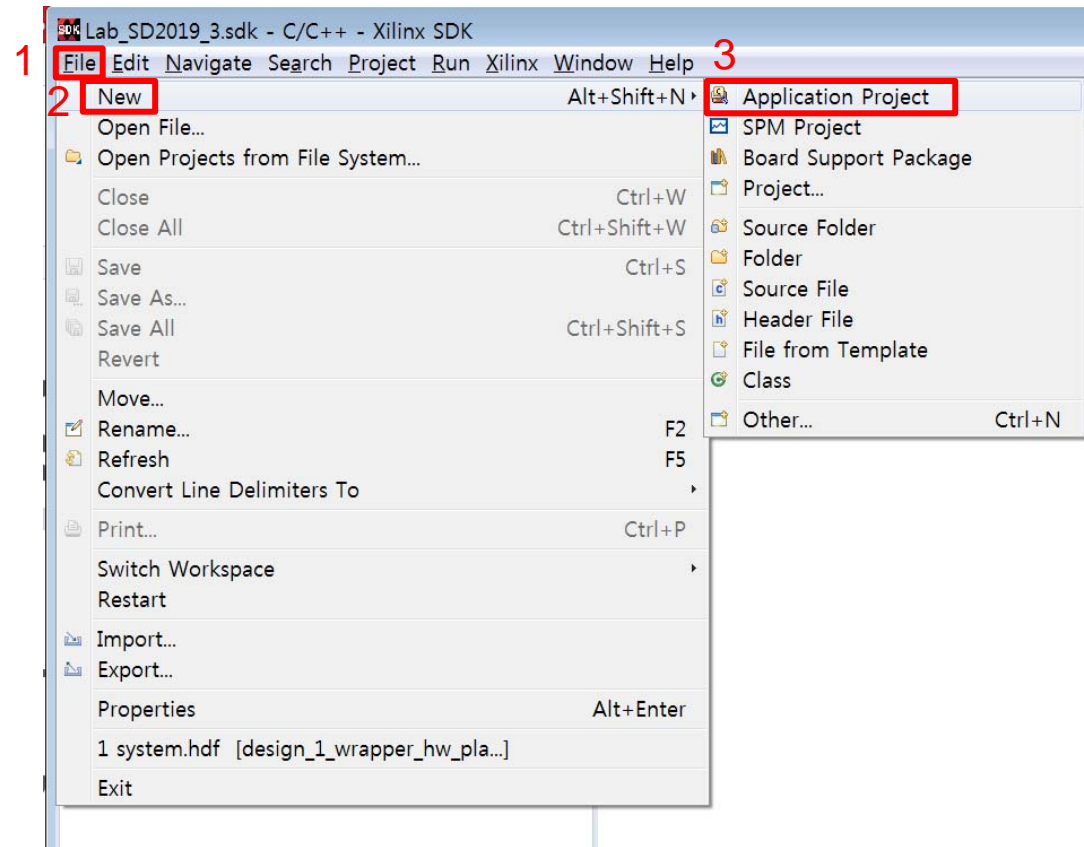 SDK Lab_SD2019_3.sdk - C/C++ - Xilinx SDK
1 File Edit Navigate Search Project Run Xilinx Window Help 3
2 New Alt+Shift+N Application Project
Open File... SPM Project
Open Projects from File System... Board Support Package
Project...
Close Ctrl+W
Close All Ctrl+Shift+W Source Folder
Folder
Save Ctrl+S Source File
Save As... Header File
Save All Ctrl+Shift+S File from Template
Revert Class
Move...
Rename... F2 Other... Ctrl+N
Refresh F5
Convert Line Delimiters To
Print... Ctrl+P
Switch Workspace
Restart
Import...
Export...
Properties Alt+Enter
1 system.hdf [design_1_wrapper_hw_pla...]
Exit